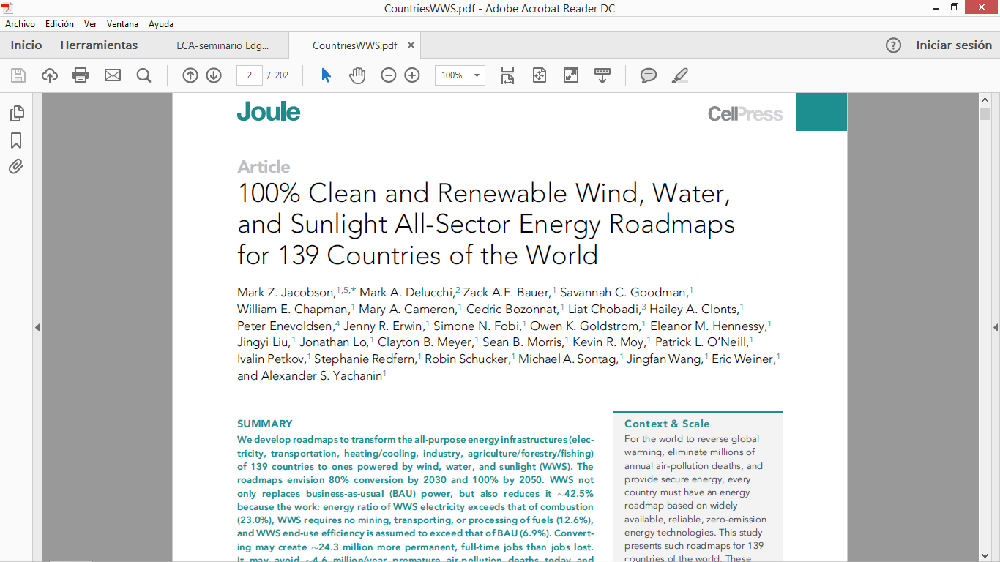 CountriesWWS.pdf - Adobe Acrobat Reader DC
Archivo Edición Ver Ventana Ayuda
Inicio Herramientas LCA-seminario Edg... CountriesWWS.pdf × ? Iniciar sesión
2 / 202 100%
Joule
CellPress
Article
100% Clean and Renewable Wind, Water,
and Sunlight All-Sector Energy Roadmaps
for 139 Countries of the World
Mark Z. Jacobson,1,5,* Mark A. Delucchi,2 Zack A.F. Bauer,1 Savannah C. Goodman,1
William E. Chapman,1 Mary A. Cameron,1 Cedric Bozonnat,1 Liat Chobadi,3 Hailey A. Clonts,1
Peter Enevoldsen,4 Jenny R. Erwin,1 Simone N. Fobi,1 Owen K. Goldstrom,1 Eleanor M. Hennessy,1
Jingyi Liu,1 Jonathan Lo,1 Clayton B. Meyer,1 Sean B. Morris,1 Kevin R. Moy,1 Patrick L. O’Neill,1
Ivalin Petkov,1 Stephanie Redfern,1 Robin Schucker,1 Michael A. Sontag,1 Jingfan Wang,1 Eric Weiner,1
and Alexander S. Yachanin1
SUMMARY
We develop roadmaps to transform the all-purpose energy infrastructures (elec-
tricity, transportation, heating/cooling, industry, agriculture/forestry/fishing)
of 139 countries to ones powered by wind, water, and sunlight (WWS). The
roadmaps envision 80% conversion by 2030 and 100% by 2050. WWS not
only replaces business-as-usual (BAU) power, but also reduces it ~42.5%
because the work: energy ratio of WWS electricity exceeds that of combustion
(23.0%), WWS requires no mining, transporting, or processing of fuels (12.6%),
and WWS end-use efficiency is assumed to exceed that of BAU (6.9%). Convert-
ing may create ~24.3 million more permanent, full-time jobs than jobs lost.
It may avoid ~4.6 million/year premature air-pollution deaths today and
Context & Scale
For the world to reverse global
warming, eliminate millions of
annual air-pollution deaths, and
provide secure energy, every
country must have an energy
roadmap based on widely
available, reliable, zero-emission
energy technologies. This study
presents such roadmaps for 139
countries of the world. These